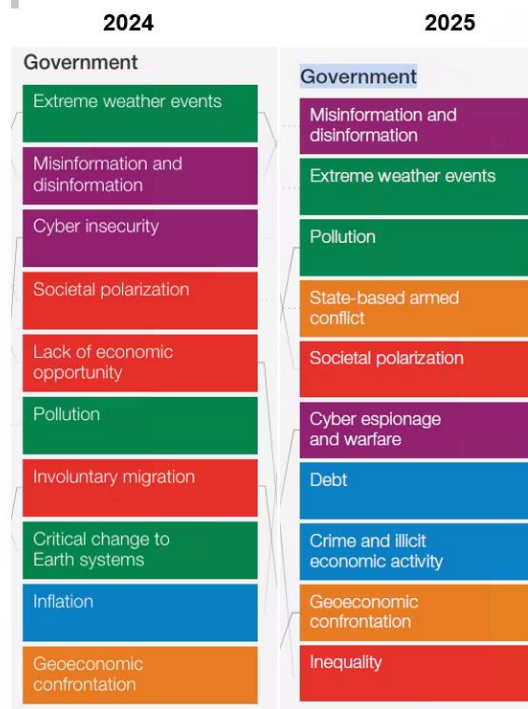 2024
Government
Extreme weather events
Misinformation and
disinformation
Cyber insecurity
Societal polarization
Lack of economic
opportunity
Pollution
Involuntary migration
Critical change to
Earth systems
Inflation
Geoeconomic
confrontation
2025
Government
Misinformation and
disinformation
Extreme weather events
Pollution
State-based armed
conflict
Societal polarization
Cyber espionage
and warfare
Debt
Crime and illicit
economic activity
Geoeconomic
confrontation
Inequality